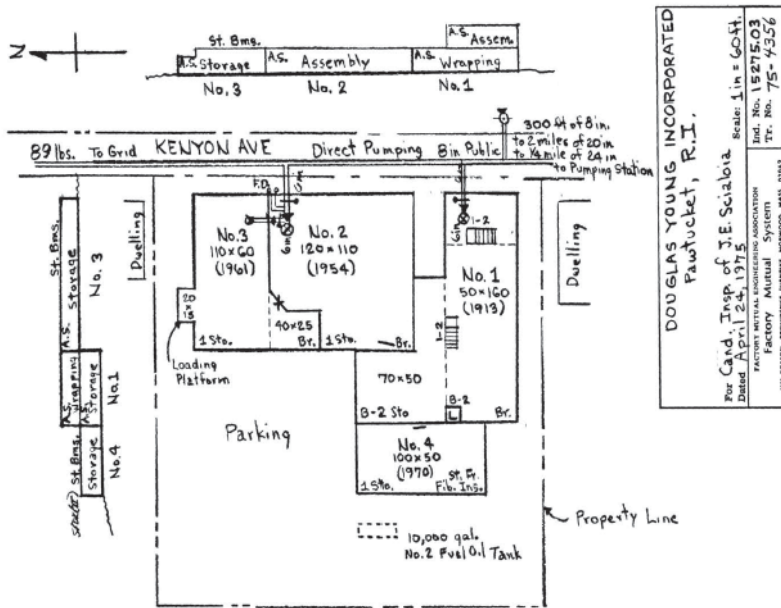 N
A.S.
Assem.
St. Bms.
A.S. Storage
A.S. Assembly
A.S. Wrapping
No. 3
No. 2
No. 1
89 lbs. To Grid KENYON AVE Direct Pumping 8in Public
300 ft of 8 in.
to 2 miles of 20 in
to ¼ mile of 24 in
to Pumping Station
F.D.
6in
6in
Dwelling
No.3
110×60
(1961)
No. 2
120×110
(1954)
1-2
No. 1
50×160
(1913)
Dwelling
40×25
1 Sto.
Br.
1 Sto.
Br.
1-2
Loading
Platform
70×50
B-2 Sto
B-2
L
Br.
Parking
No. 4
100×50
(1970)
1 Sto.
St. Fr.
Fib. Ins.
10,000 gal.
No.2 Fuel Oil Tank
Property Line
St. Bms.
A.S. Storage
No. 3
A.S. Wrapping
A.S. Storage
No.1
St. Bms.
Storage
No. 4
DOUGLAS YOUNG INCORPORATED
Pawtucket, R.I.
For Cand. Insp. of J.E. Sciabia
Scale: 1 in = 60 ft.
Dated April 24, 1975
Ind. No. 15275.03
Tr. No. 75-4356
FACTORY MUTUAL ENGINEERING ASSOCIATION
Factory Mutual System